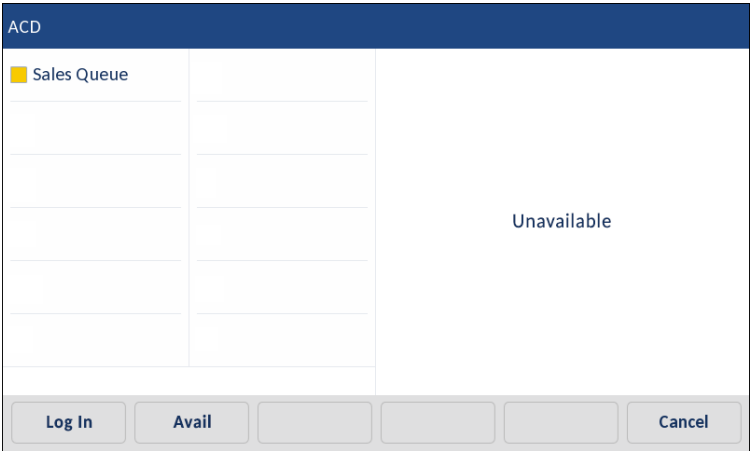 ACD
Sales Queue
Unavailable
Log In
Avail
Cancel